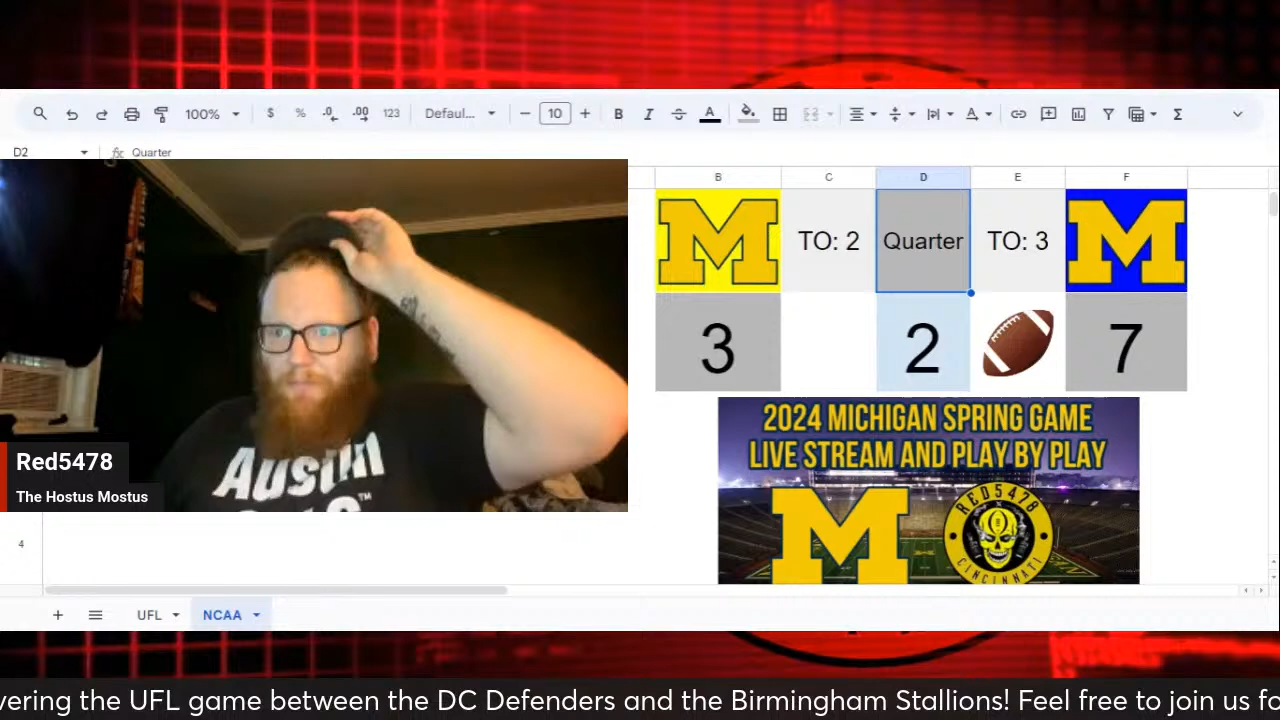 100%
$
%
.0
.00
123
Defaul...
10
B
I
A
Σ
D2
fx
Quarter
B
C
D
E
F
M
TO: 2
Quarter
TO: 3
M
3
2
7
Austin
Red5478
The Hostus Mostus
2024 MICHIGAN SPRING GAME
LIVE STREAM AND PLAY BY PLAY
M
RED5478
CINCINNATI
4
UFL
NCAA
vering the UFL game between the DC Defenders and the Birmingham Stallions! Feel free to join us fo